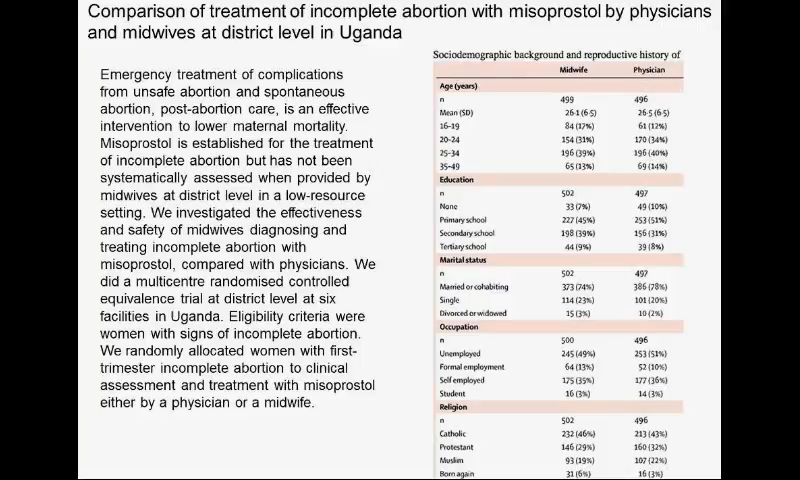 Comparison of treatment of incomplete abortion with misoprostol by physicians
and midwives at district level in Uganda
Emergency treatment of complications
from unsafe abortion and spontaneous
abortion, post-abortion care, is an effective
intervention to lower maternal mortality.
Misoprostol is established for the treatment
of incomplete abortion but has not been
systematically assessed when provided by
midwives at district level in a low-resource
setting. We investigated the effectiveness
and safety of midwives diagnosing and
treating incomplete abortion with
misoprostol, compared with physicians. We
did a multicentre randomised controlled
equivalence trial at district level at six
facilities in Uganda. Eligibility criteria were
women with signs of incomplete abortion.
We randomly allocated women with first-
trimester incomplete abortion to clinical
assessment and treatment with misoprostol
either by a physician or a midwife.
Sociodemographic background and reproductive history of
Midwife Physician
Age (years)
n 499 496
Mean (SD) 26·1 (6·5) 26·5 (6·5)
16-19 84 (17%) 61 (12%)
20-24 154 (31%) 170 (34%)
25-34 196 (39%) 196 (40%)
35-49 65 (13%) 69 (14%)
Education
n 502 497
None 33 (7%) 49 (10%)
Primary school 227 (45%) 253 (51%)
Secondary school 198 (39%) 156 (31%)
Tertiary school 44 (9%) 39 (8%)
Marital status
n 502 497
Married or cohabiting 373 (74%) 386 (78%)
Single 114 (23%) 101 (20%)
Divorced or widowed 15 (3%) 10 (2%)
Occupation
n 500 496
Unemployed 245 (49%) 253 (51%)
Formal employment 64 (13%) 52 (10%)
Self employed 175 (35%) 177 (36%)
Student 16 (3%) 14 (3%)
Religion
n 502 496
Catholic 232 (46%) 213 (43%)
Protestant 146 (29%) 160 (32%)
Muslim 93 (19%) 107 (22%)
Born again 31 (6%) 16 (3%)